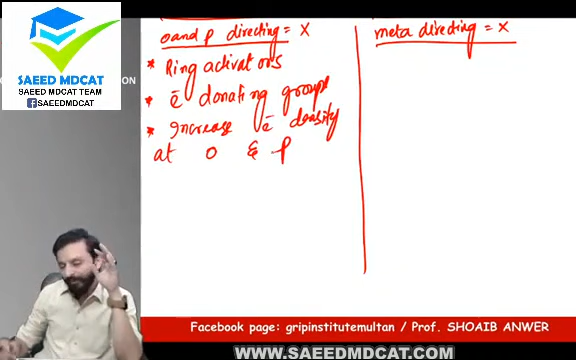 SAEED MDCAT
SAEED MDCAT TEAM
SAEEDMDCAT
o and p directing = X
* Ring activators
* ē donating groups
* Increase ē density
at o & p
meta directing = X
Facebook page: gripinstitutemultan / Prof. SHOAIB ANWER
WWW.SAEEDMDCAT.COM